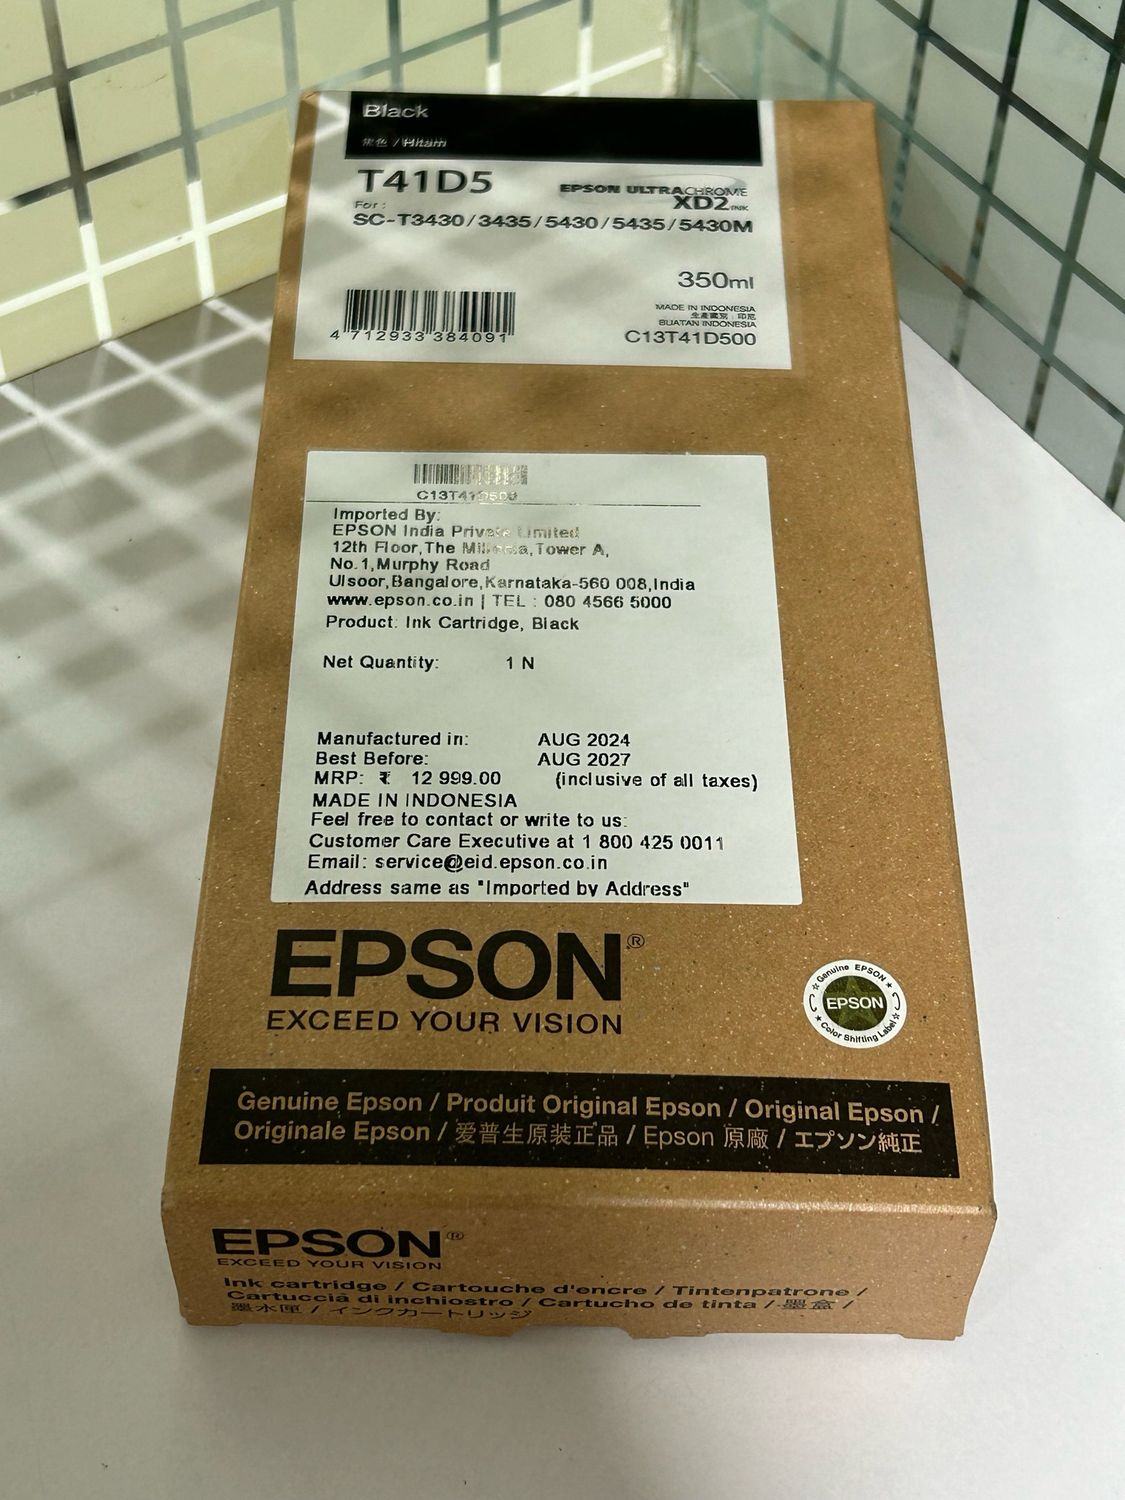 Black
黑色 / Hitam
T41D5
EPSON ULTRACHROME
XD2 INK
For :
SC-T3430/3435/5430/5435/5430M
350ml
MADE IN INDONESIA
生產國別 : 印尼
BUATAN INDONESIA
4 712933 384091
C13T41D500
C13T41D500
Imported By:
EPSON India Private Limited
12th Floor,The Millenia,Tower A,
No.1,Murphy Road
Ulsoor,Bangalore,Karnataka-560 008,India
www.epson.co.in | TEL : 080 4566 5000
Product: Ink Cartridge, Black
Net Quantity: 1 N
Manufactured in: AUG 2024
Best Before: AUG 2027
MRP: ₹ 12 999.00 (inclusive of all taxes)
MADE IN INDONESIA
Feel free to contact or write to us:
Customer Care Executive at 1 800 425 0011
Email: service@eid.epson.co.in
Address same as "Imported by Address"
EPSON®
EXCEED YOUR VISION
Genuine EPSON
EPSON
Color Shifting Label
Genuine Epson / Produit Original Epson / Original Epson /
Originale Epson / 爱普生原装正品 / Epson 原廠 / エプソン純正
EPSON®
EXCEED YOUR VISION
Ink cartridge / Cartouche d'encre / Tintenpatrone /
Cartuccia di inchiostro / Cartucho de tinta / 墨盒 /
墨水匣 / インクカートリッジ